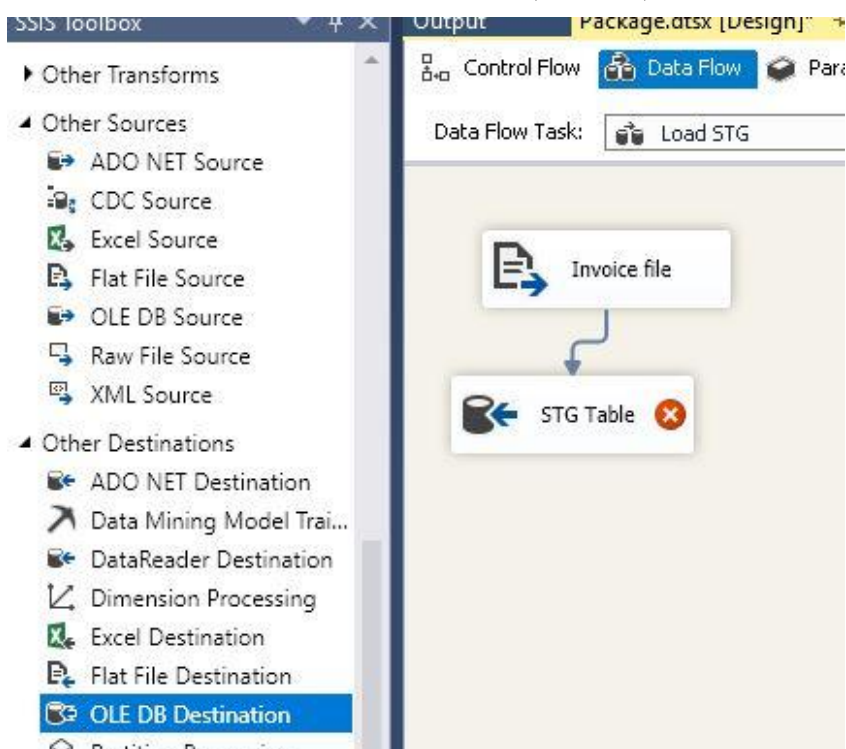 SSIS Toolbox
Other Transforms
Other Sources
ADO NET Source
CDC Source
Excel Source
Flat File Source
OLE DB Source
Raw File Source
XML Source
Other Destinations
ADO NET Destination
Data Mining Model Trai...
DataReader Destination
Dimension Processing
Excel Destination
Flat File Destination
OLE DB Destination
Output
Package.dtsx [Design]*
Control Flow
Data Flow
Para
Data Flow Task:
Load STG
Invoice file
STG Table